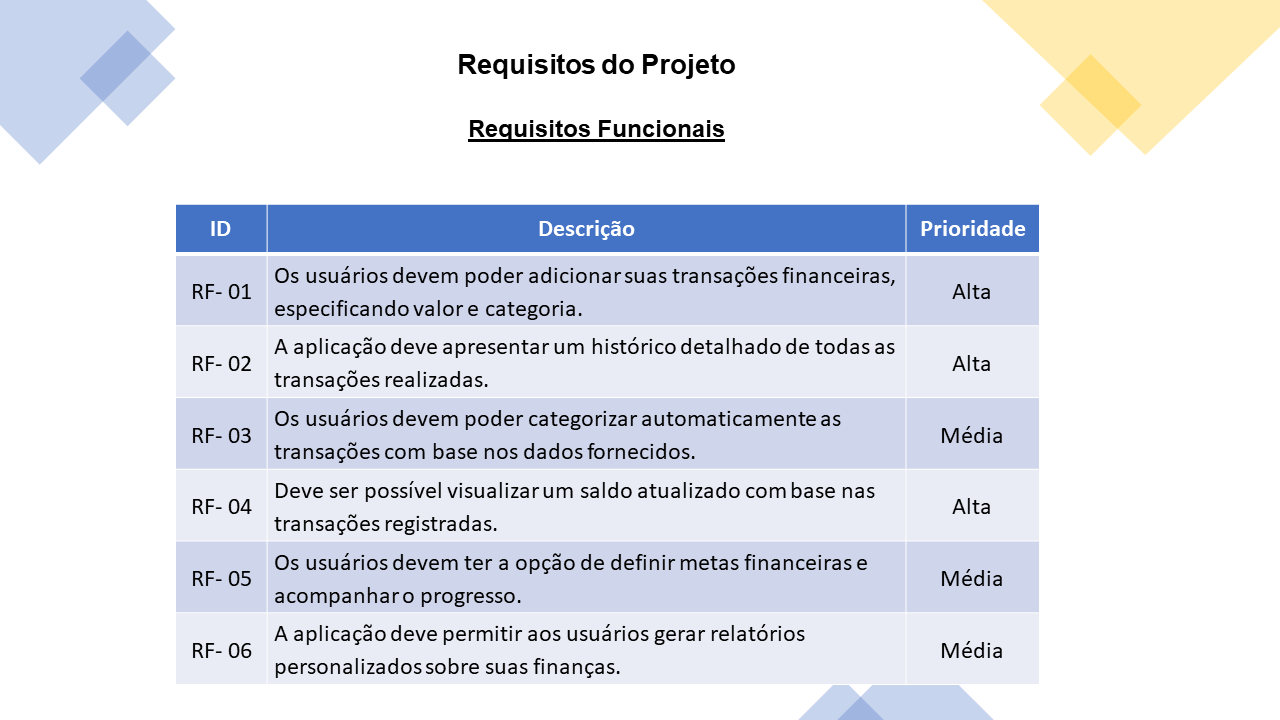 Requisitos do Projeto
Requisitos Funcionais
ID Descrição Prioridade
RF- 01 Os usuários devem poder adicionar suas transações financeiras,
especificando valor e categoria. Alta
RF- 02 A aplicação deve apresentar um histórico detalhado de todas as
transações realizadas. Alta
RF- 03 Os usuários devem poder categorizar automaticamente as
transações com base nos dados fornecidos. Média
RF- 04 Deve ser possível visualizar um saldo atualizado com base nas
transações registradas. Alta
RF- 05 Os usuários devem ter a opção de definir metas financeiras e
acompanhar o progresso. Média
RF- 06 A aplicação deve permitir aos usuários gerar relatórios
personalizados sobre suas finanças. Média